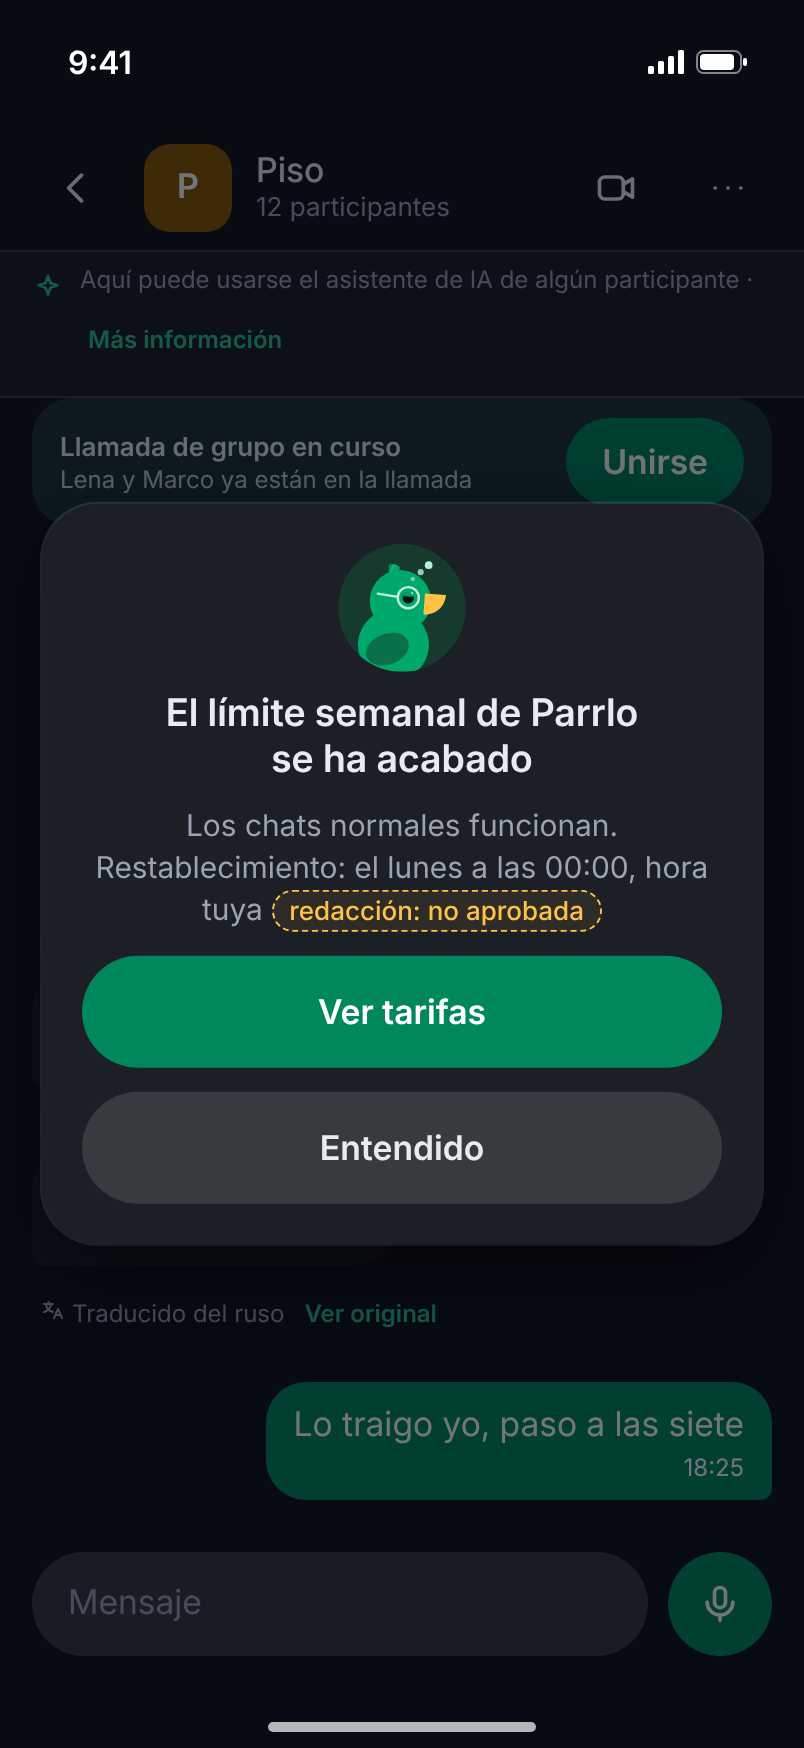 9:41
P
Piso
12 participantes
Aquí puede usarse el asistente de IA de algún participante ·
Más información
Llamada de grupo en curso
Lena y Marco ya están en la llamada
Unirse
El límite semanal de Parrlo
se ha acabado
Los chats normales funcionan.
Restablecimiento: el lunes a las 00:00, hora
tuya redacción: no aprobada
Ver tarifas
Entendido
Traducido del ruso Ver original
Lo traigo yo, paso a las siete
18:25
Mensaje